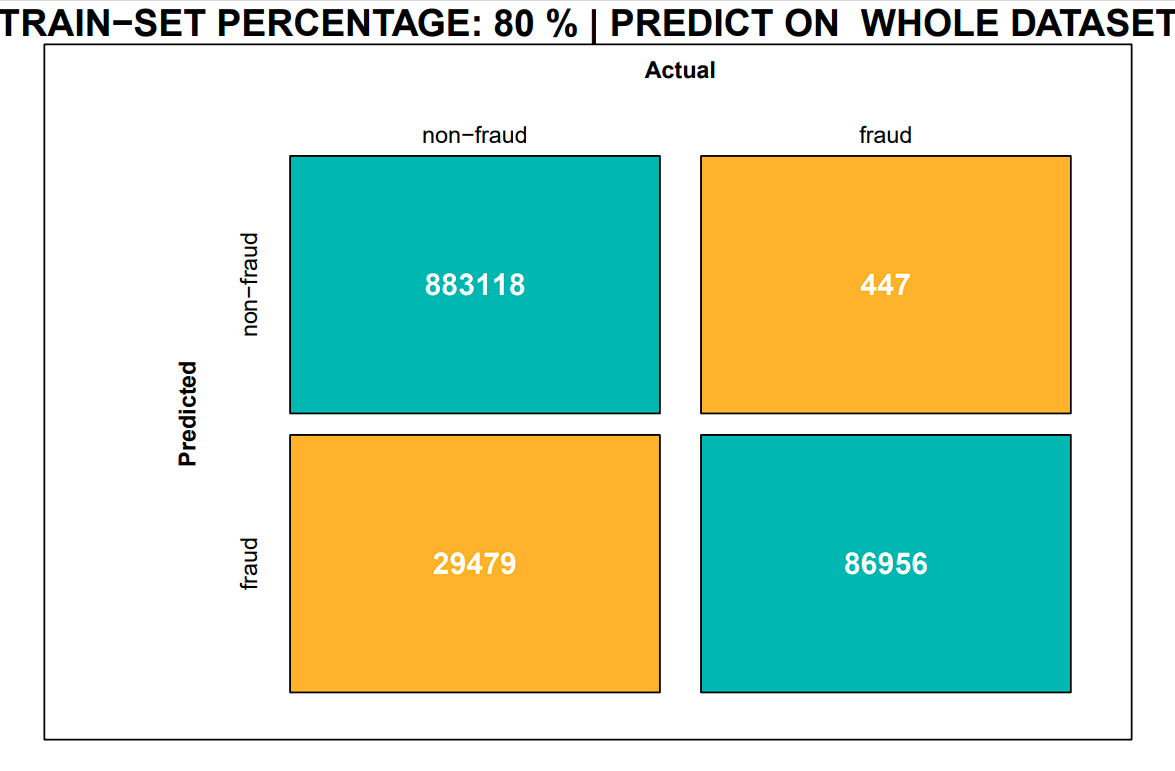 TRAIN−SET PERCENTAGE: 80 % | PREDICT ON  WHOLE DATASET
Actual
non−fraud fraud
non−fraud
883118 447
Predicted
fraud
29479 86956